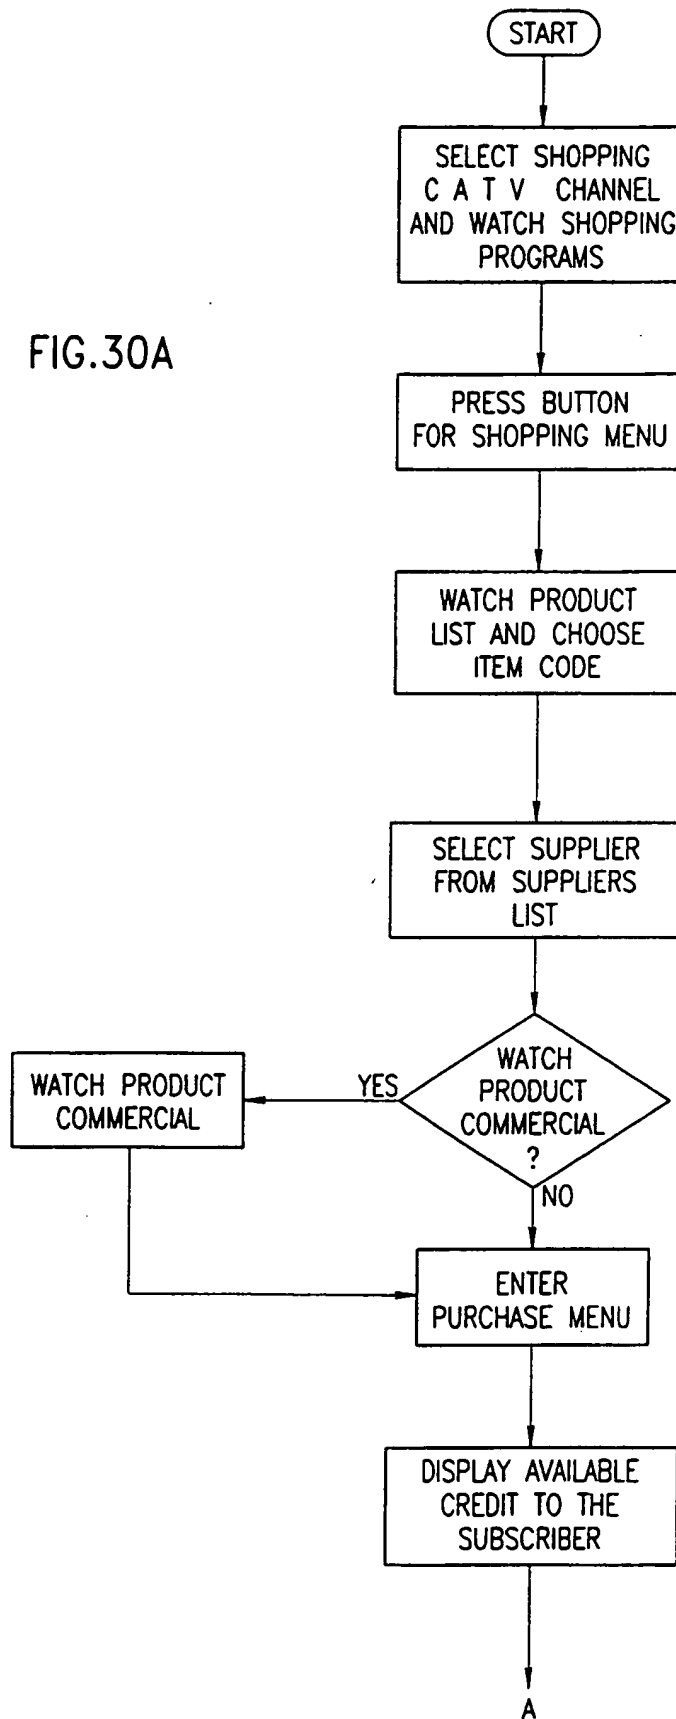 START
SELECT SHOPPING
C A T V CHANNEL
AND WATCH SHOPPING
PROGRAMS
FIG.30A
PRESS BUTTON
FOR SHOPPING MENU
WATCH PRODUCT
LIST AND CHOOSE
ITEM CODE
SELECT SUPPLIER
FROM SUPPLIERS
LIST
WATCH
PRODUCT
COMMERCIAL
?
YES
WATCH PRODUCT
COMMERCIAL
NO
ENTER
PURCHASE MENU
DISPLAY AVAILABLE
CREDIT TO THE
SUBSCRIBER
A